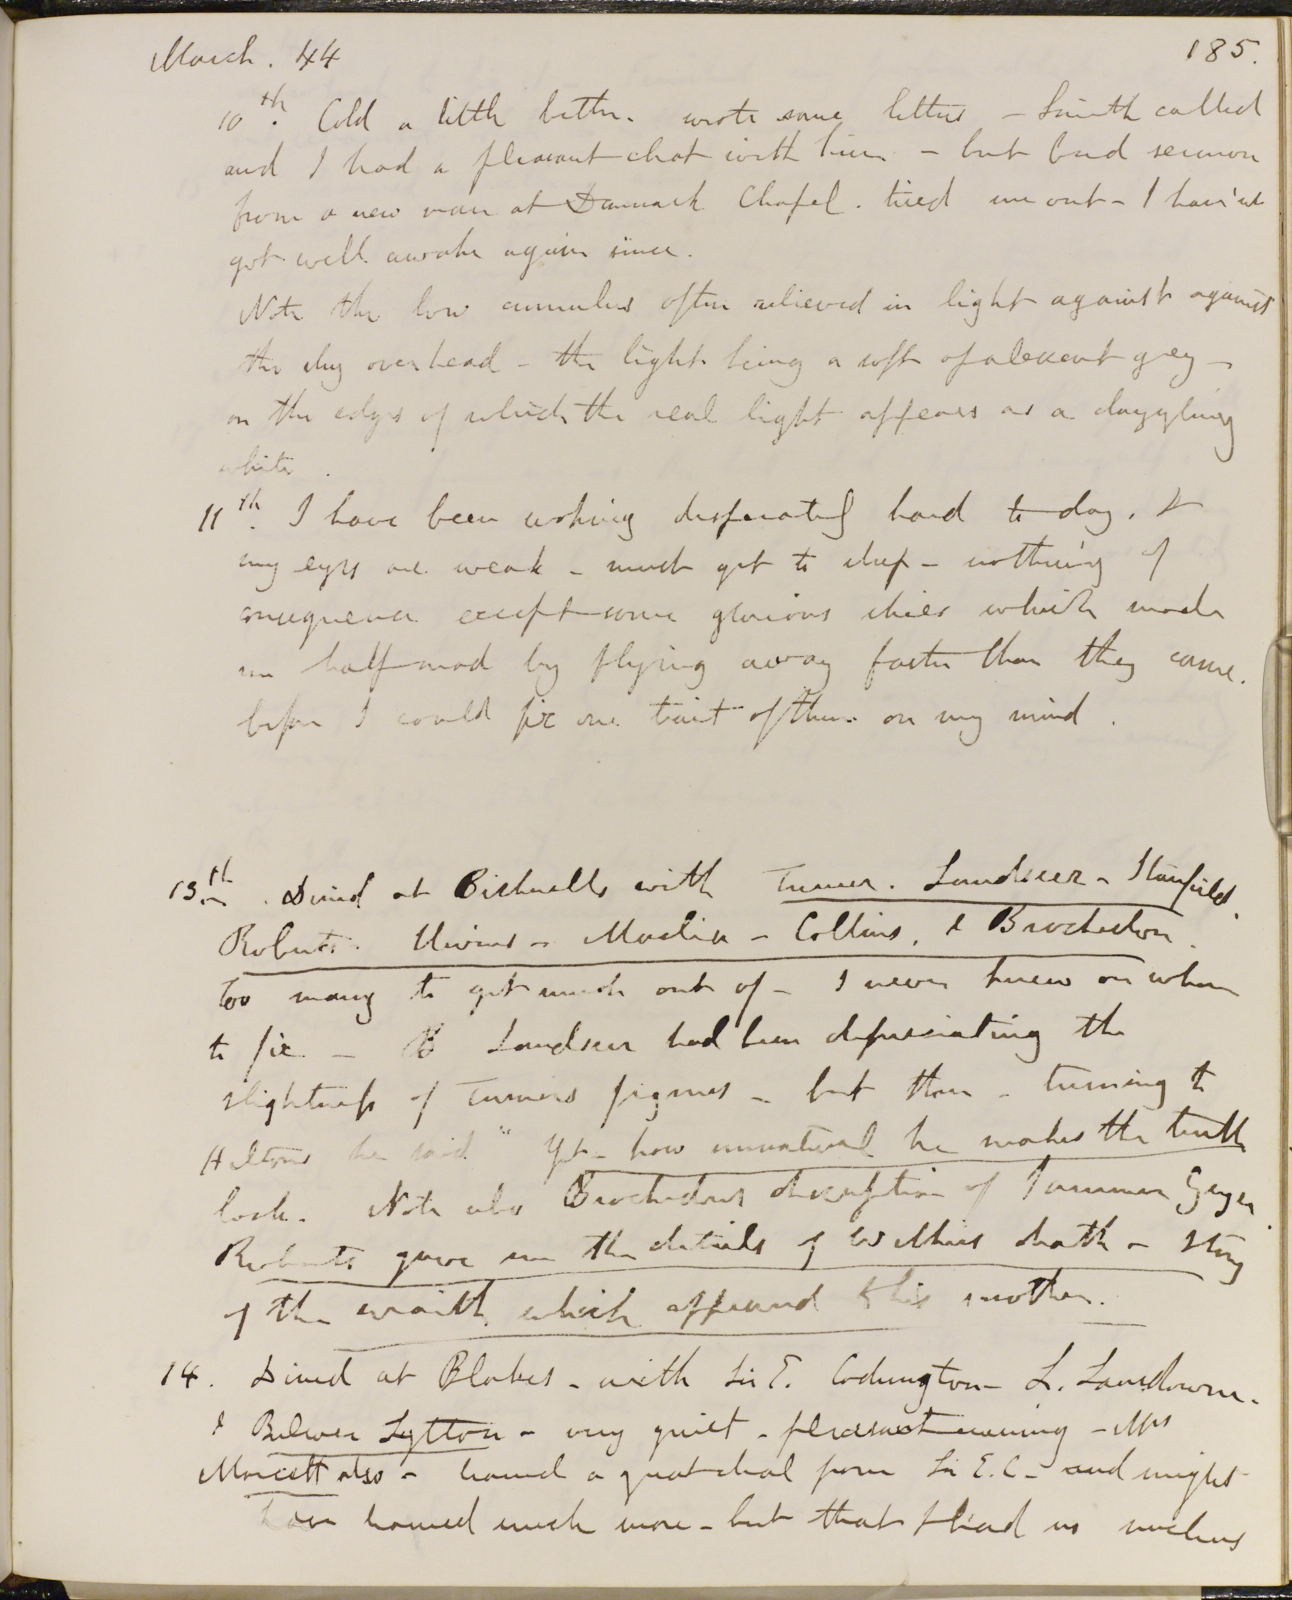 March. 44
185.
10th. Cold a little better. wrote some letters - Smith called
and I had a pleasant chat with him - but bad sermon
from a new man at Denmark Chapel. tired me out - I hav'nt
got well awake again since.
Note the low cumulus often relieved in light against against
the sky overhead - the light being a soft opalescent grey -
on the edges of which the real light appears as a dazzling
white.
11th. I have been working desperately hard to day, &
my eyes are weak - must get to sleep - nothing of
consequence except some glorious skies which made
me half mad by flying away faster than they came.
before I could fix one trait of them on my mind.
13th. Dined at Bicknells with Turner. Landseer - Stanfield.
Roberts. Uwins - Maclise - Collins, & Brockedon.
Too many to get much out of - I never knew on whom
to fix - Landseer had been depreciating the
slightness of Turners figures - but then - turning to
Hiltons he said " Yet - how unnatural he makes the truth
look. Note also Brockedons description of
Roberts gave me the details of Wilkies death - story
of the wraith which appeared to his mother.
14. Dined at Blakes - with Sir E. Codrington - L. Lansdowne.
& Bulwer Lytton - very quiet - pleasant evening - Mrs
Marcett also - learned a great deal from Sir E. C. - and might
have learned much more - but that I had no nucleus